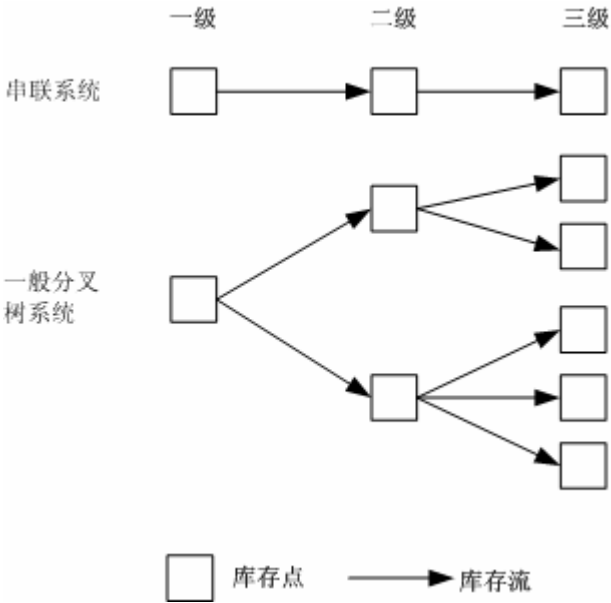 一级 二级 三级
串联系统
一般分叉
树系统
库存点 库存流